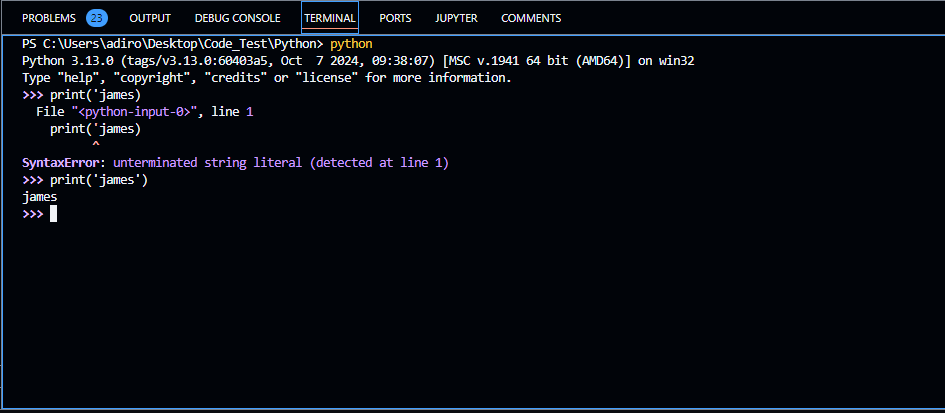 PROBLEMS 23 OUTPUT DEBUG CONSOLE TERMINAL PORTS JUPYTER COMMENTS
PS C:\Users\adiro\Desktop\Code_Test\Python> python
Python 3.13.0 (tags/v3.13.0:60403a5, Oct  7 2024, 09:38:07) [MSC v.1941 64 bit (AMD64)] on win32
Type "help", "copyright", "credits" or "license" for more information.
>>> print('james)
  File "<python-input-0>", line 1
    print('james)
          ^
SyntaxError: unterminated string literal (detected at line 1)
>>> print('james')
james
>>>